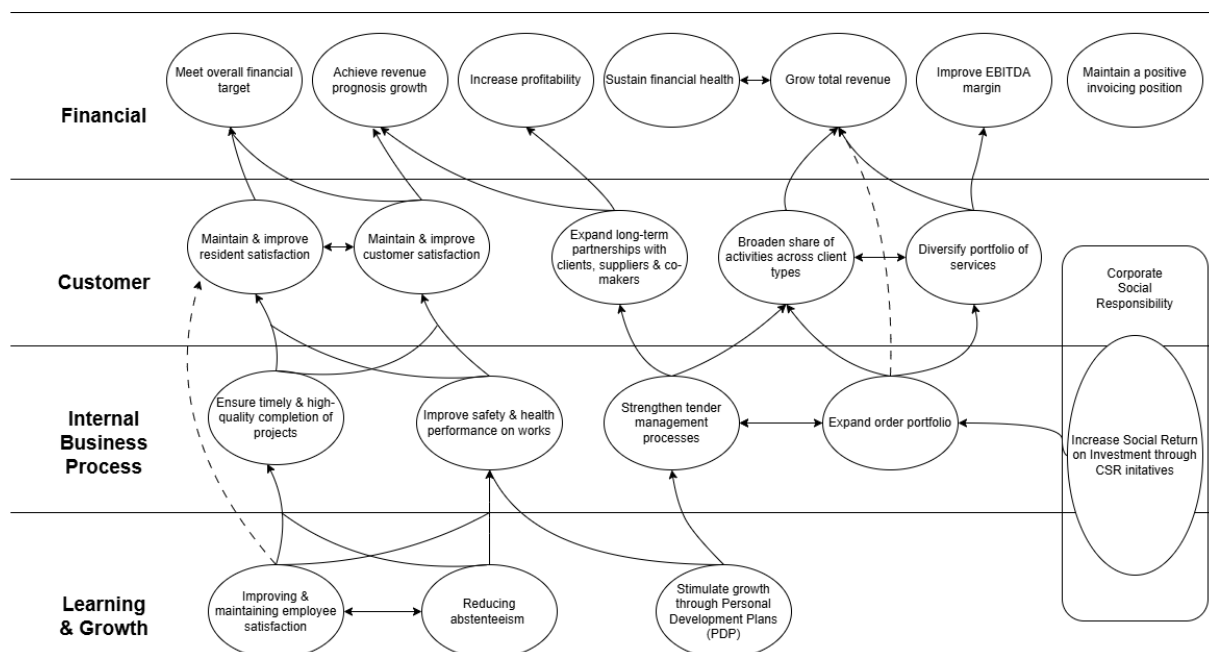 Financial
Meet overall financial
target
Achieve revenue
prognosis growth
Increase profitability
Sustain financial health
Grow total revenue
Improve EBITDA
margin
Maintain a positive
invoicing position
Customer
Maintain & improve
resident satisfaction
Maintain & improve
customer satisfaction
Expand long-term
partnerships with
clients, suppliers & co-
makers
Broaden share of
activities across client
types
Diversify portfolio of
services
Corporate
Social
Responsibility
Internal
Business
Process
Ensure timely & high-
quality completion of
projects
Improve safety & health
performance on works
Strengthen tender
management
processes
Expand order portfolio
Increase Social Return
on Investment through
CSR initatives
Learning
& Growth
Improving &
maintaining employee
satisfaction
Reducing
abstenteeism
Stimulate growth
through Personal
Development Plans
(PDP)